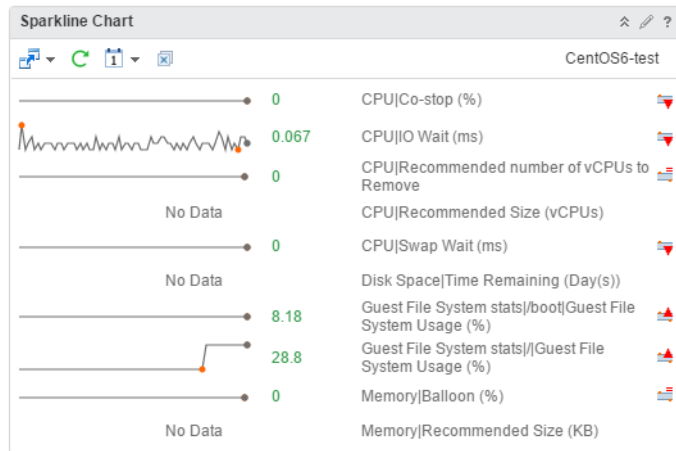 Sparkline Chart ?
1 CentOS6-test
0 CPU|Co-stop (%)
0.067 CPU|IO Wait (ms)
0 CPU|Recommended number of vCPUs to
Remove
No Data CPU|Recommended Size (vCPUs)
0 CPU|Swap Wait (ms)
No Data Disk Space|Time Remaining (Day(s))
8.18 Guest File System stats|/boot|Guest File
System Usage (%)
28.8 Guest File System stats|/|Guest File
System Usage (%)
0 Memory|Balloon (%)
No Data Memory|Recommended Size (KB)